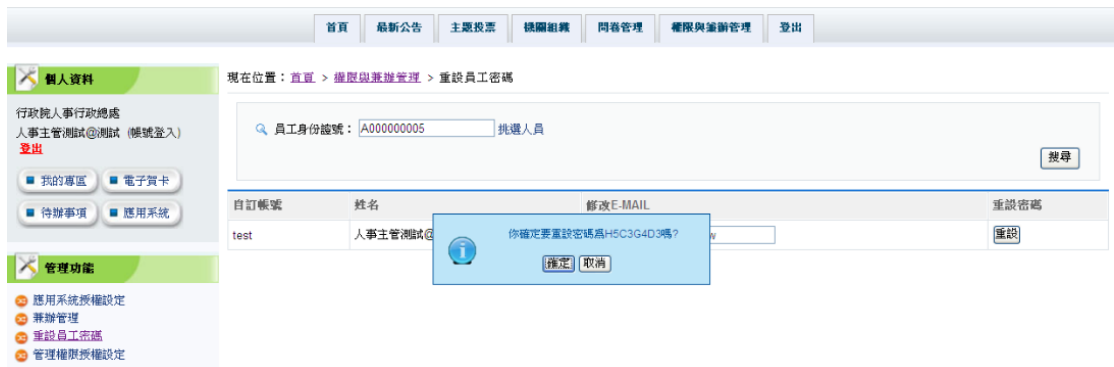 首頁 最新公告 主題投票 機關組織 問卷管理 權限與兼辦管理 登出
個人資料
行政院人事行政總處
人事主管測試@測試 (帳號登入)
登出
我的專區 電子賀卡
待辦事項 應用系統
管理功能
應用系統授權設定
兼辦管理
重設員工密碼
管理權限授權設定
現在位置：首頁 > 權限與兼辦管理 > 重設員工密碼
員工身份證號： A000000005 挑選人員
搜尋
自訂帳號 姓名 修改E-MAIL 重設密碼
test 人事主管測試@ w 重設
你確定要重設密碼為H5C3G4D3嗎?
確定 取消